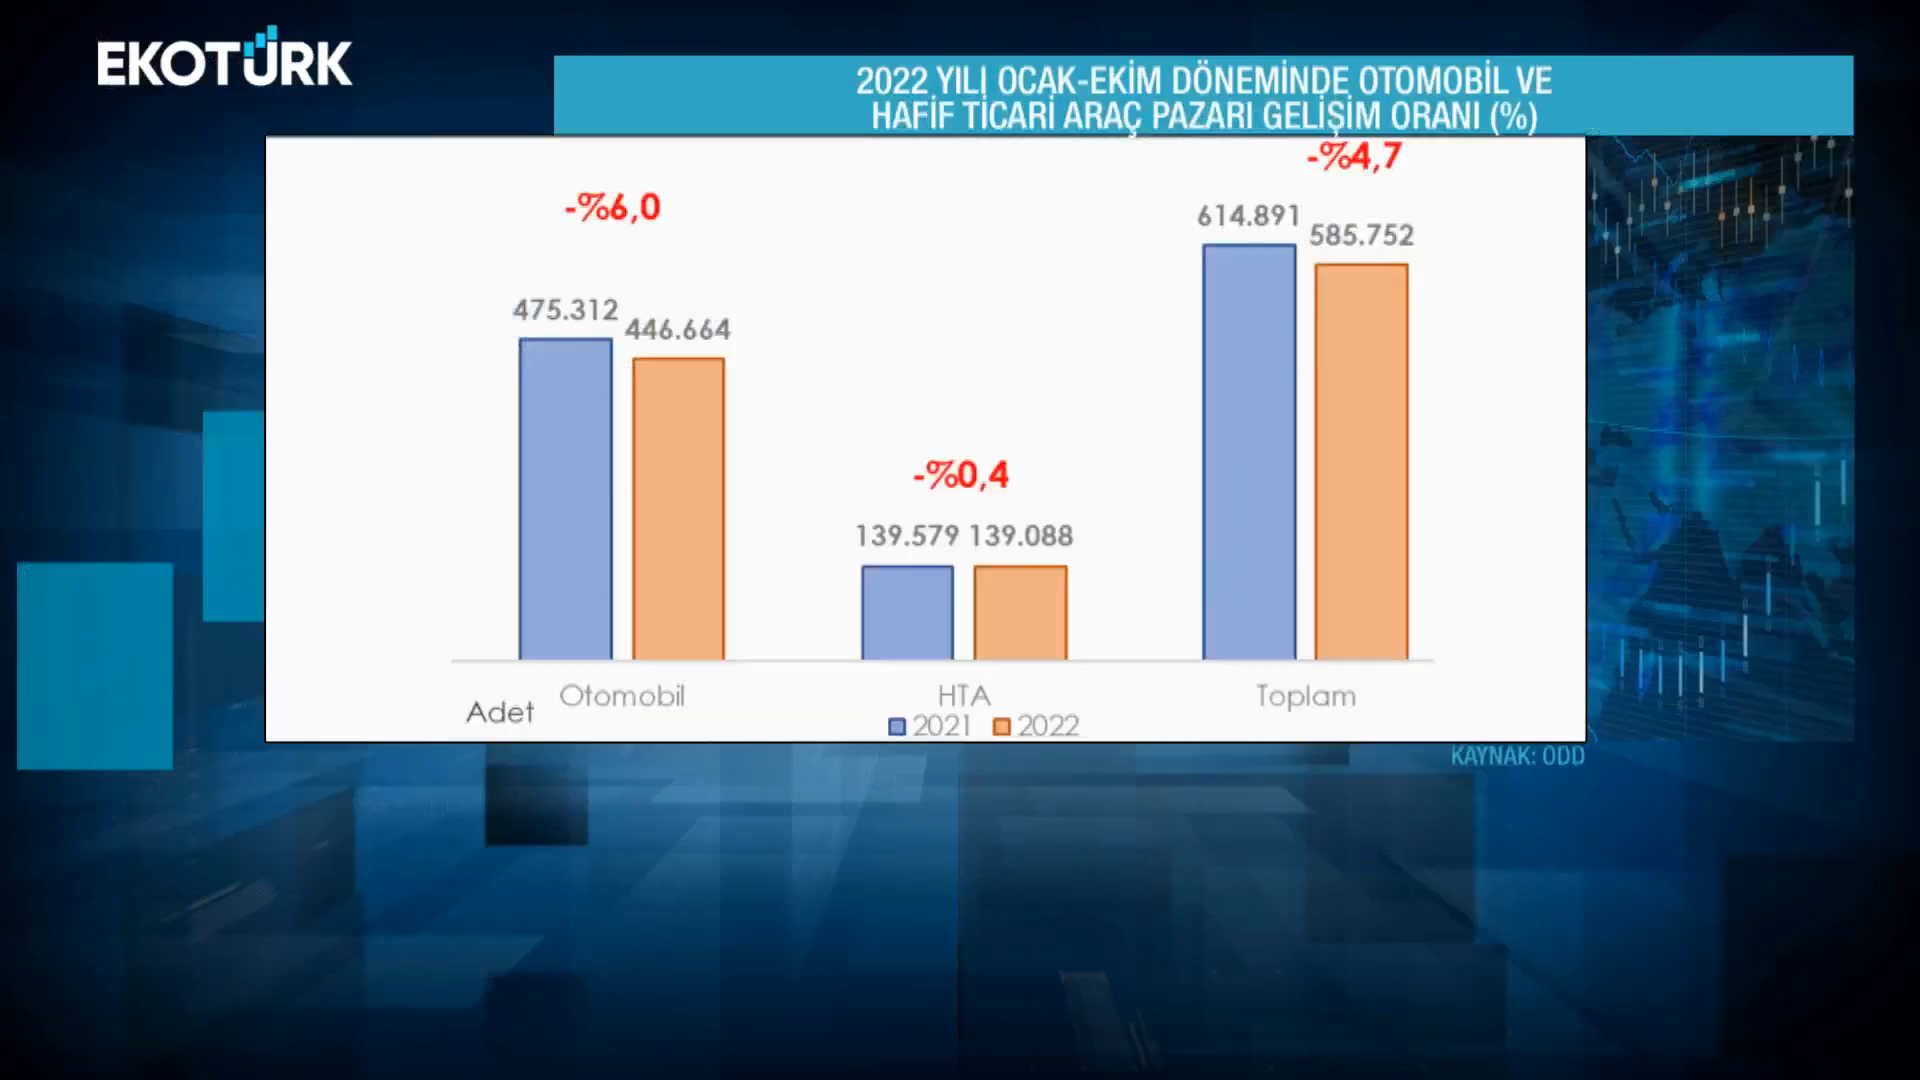 EKOTÜRK
2022 YILI OCAK-EKİM DÖNEMİNDE OTOMOBİL VE
HAFİF TİCARİ ARAÇ PAZARI GELİŞİM ORANI (%)
-%6,0
-%4,7
475.312
446.664
614.891
585.752
-%0,4
139.579 139.088
Adet
Otomobil
HTA
Toplam
2021 2022
KAYNAK: ODD